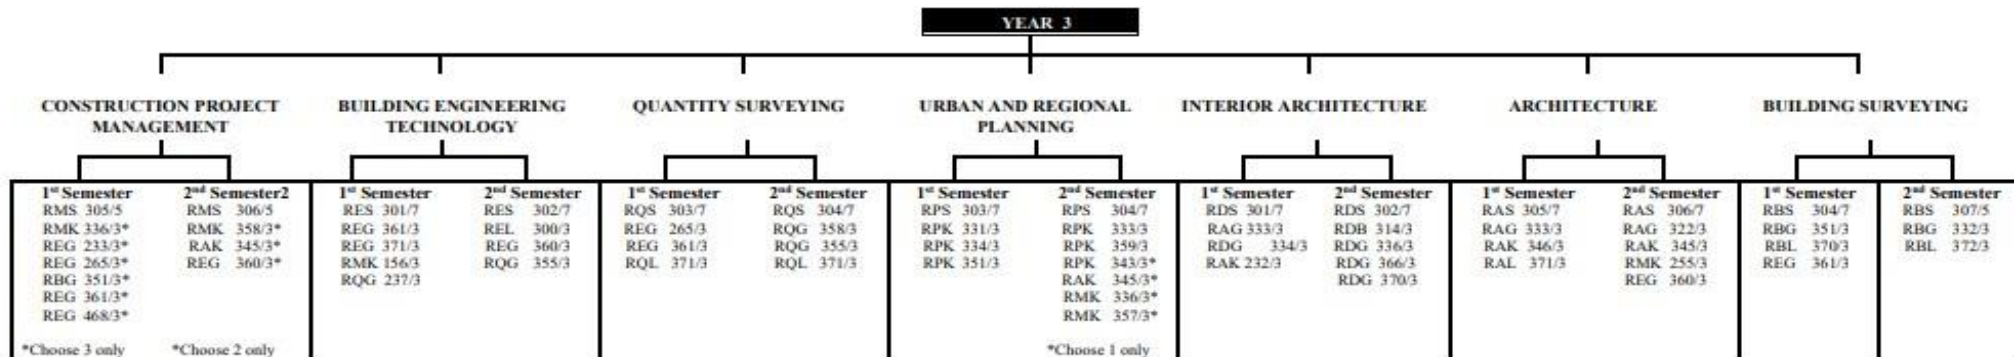 YEAR 3
CONSTRUCTION PROJECT
MANAGEMENT
1st Semester
RMS 305/5
RMK 336/3*
REG 233/3*
REG 265/3*
RBG 351/3*
REG 361/3*
REG 468/3*
*Choose 3 only
2nd Semester2
RMS 306/5
RMK 358/3*
RAK 345/3*
REG 360/3*
*Choose 2 only
BUILDING ENGINEERING
TECHNOLOGY
1st Semester
RES 301/7
REG 361/3
REG 371/3
RMK 156/3
RQG 237/3
2nd Semester
RES 302/7
REL 300/3
REG 360/3
RQG 355/3
QUANTITY SURVEYING
1st Semester
RQS 303/7
REG 265/3
REG 361/3
RQL 371/3
2nd Semester
RQS 304/7
RQG 358/3
RQG 355/3
RQL 371/3
URBAN AND REGIONAL
PLANNING
1st Semester
RPS 303/7
RPK 331/3
RPK 334/3
RPK 351/3
2nd Semester
RPS 304/7
RPK 333/3
RPK 359/3
RPK 343/3*
RAK 345/3*
RMK 336/3*
RMK 357/3*
*Choose 1 only
INTERIOR ARCHITECTURE
1st Semester
RDS 301/7
RAG 333/3
RDG 334/3
RAK 232/3
2nd Semester
RDS 302/7
RDB 314/3
RDG 336/3
RDG 366/3
RDG 370/3
ARCHITECTURE
1st Semester
RAS 305/7
RAG 333/3
RAK 346/3
RAL 371/3
2nd Semester
RAS 306/7
RAG 322/3
RAK 345/3
RMK 255/3
REG 360/3
BUILDING SURVEYING
1st Semester
RBS 304/7
RBG 351/3
RBL 370/3
REG 361/3
2nd Semester
RBS 307/5
RBG 332/3
RBL 372/3